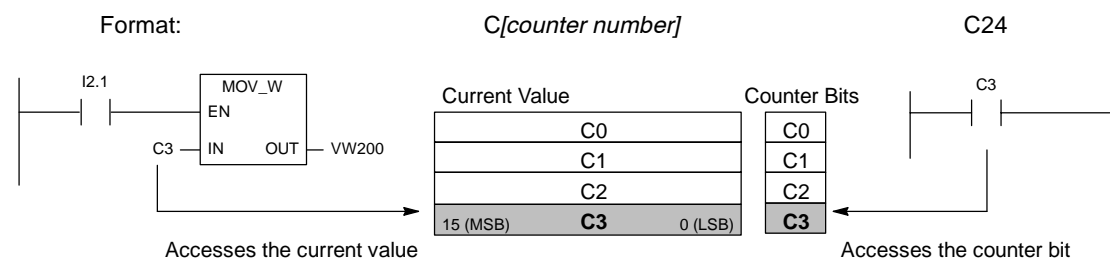 Format: C[counter number] C24
I2.1 MOV_W C3
EN
Current Value Counter Bits
C3 IN OUT VW200
C0 C0
C1 C1
C2 C2
15 (MSB) C3 0 (LSB) C3
Accesses the current value Accesses the counter bit